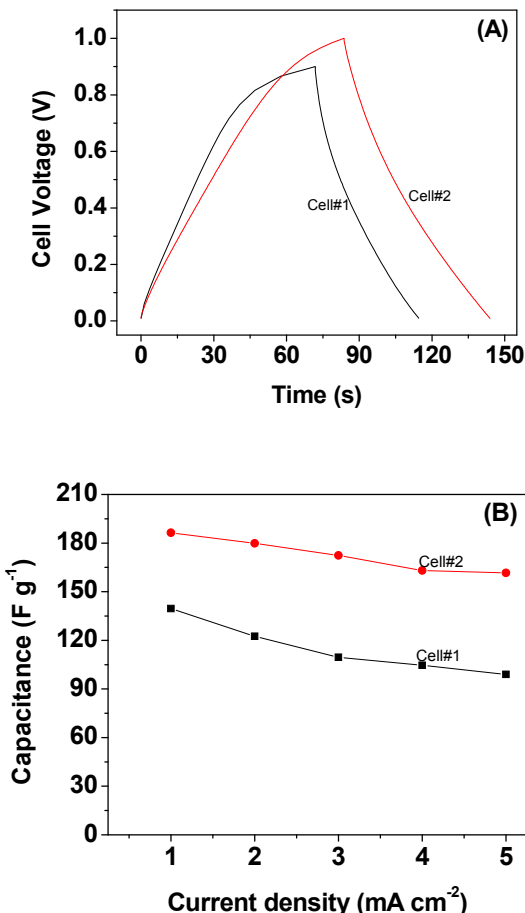 (A)
Cell Voltage (V)
1.0
0.8
0.6
0.4
0.2
0.0
Cell#1
Cell#2
0 30 60 90 120 150
Time (s)
(B)
Capacitance (F g⁻¹)
210
180
150
120
90
60
30
0
Cell#2
Cell#1
1 2 3 4 5
Current density (mA cm⁻²)